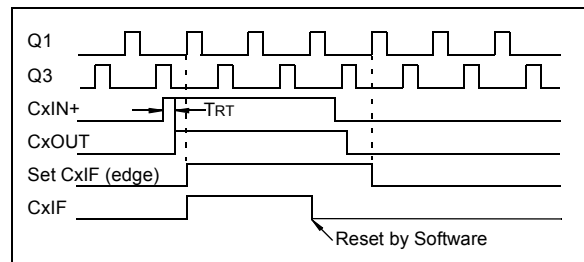 Q1
Q3
CxIN+
TRT
CxOUT
Set CxIF (edge)
CxIF
Reset by Software